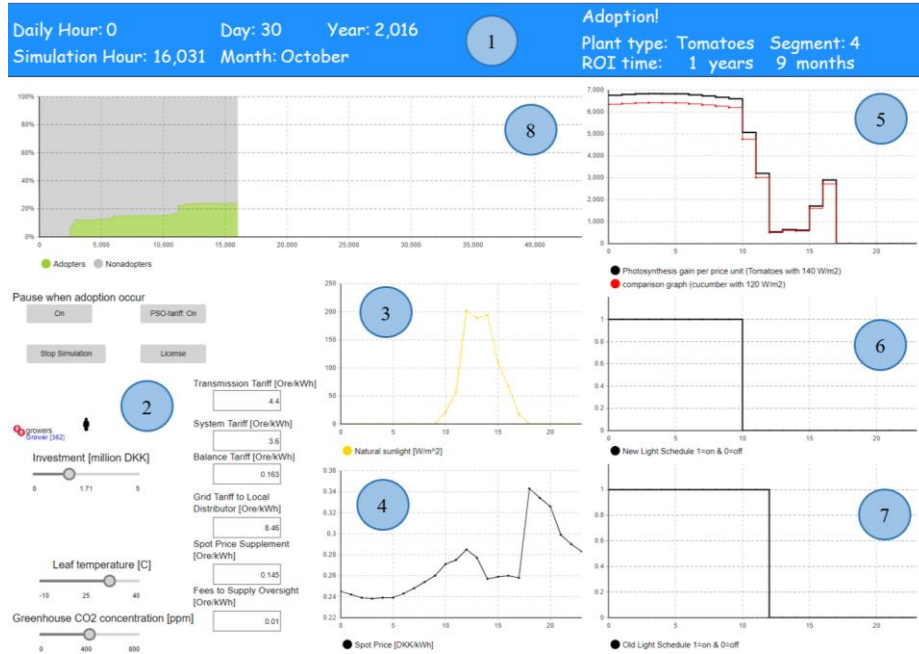 Daily Hour: 0 Day: 30 Year: 2,016
Simulation Hour: 16,031 Month: October
1
Adoption!
Plant type: Tomatoes Segment: 4
ROI time: 1 years 9 months
100%
80%
60%
40%
20%
0 5,000 10,000 15,000 20,000 25,000 30,000 35,000 40,000
8
Adopters Nonadopters
7,000
6,000
5,000
4,000
3,000
2,000
1,000
0
0 5 10 15 20
5
Photosynthesis gain per price unit (Tomatoes with 140 W/m2)
comparison graph (cucumber with 120 W/m2)
Pause when adoption occur
On PSO-tariff: On
Stop Simulation License
2
growers
Grower [362]
Investment [million DKK]
0 1.71 5
Leaf temperature [C]
-10 25 40
Greenhouse CO2 concentration [ppm]
0 400 800
Transmission Tariff [Ore/kWh]
4.4
System Tariff [Ore/kWh]
3.6
Balance Tariff [Ore/kWh]
0.163
Grid Tariff to Local
Distributor [Ore/kWh]
8.46
Spot Price Supplement
[Ore/kWh]
0.145
Fees to Supply Oversight
[Ore/kWh]
0.01
250
200
150
100
50
0
0 5 10 15 20
3
Natural sunlight [W/m^2]
0.36
0.34
0.32
0.3
0.28
0.26
0.24
0.22
0 5 10 15 20
4
Spot Price [DKK/kWh]
1
0.8
0.6
0.4
0.2
0
0 5 10 15 20
6
New Light Schedule 1=on & 0=off
1
0.8
0.6
0.4
0.2
0
0 5 10 15 20
7
Old Light Schedule 1=on & 0=off